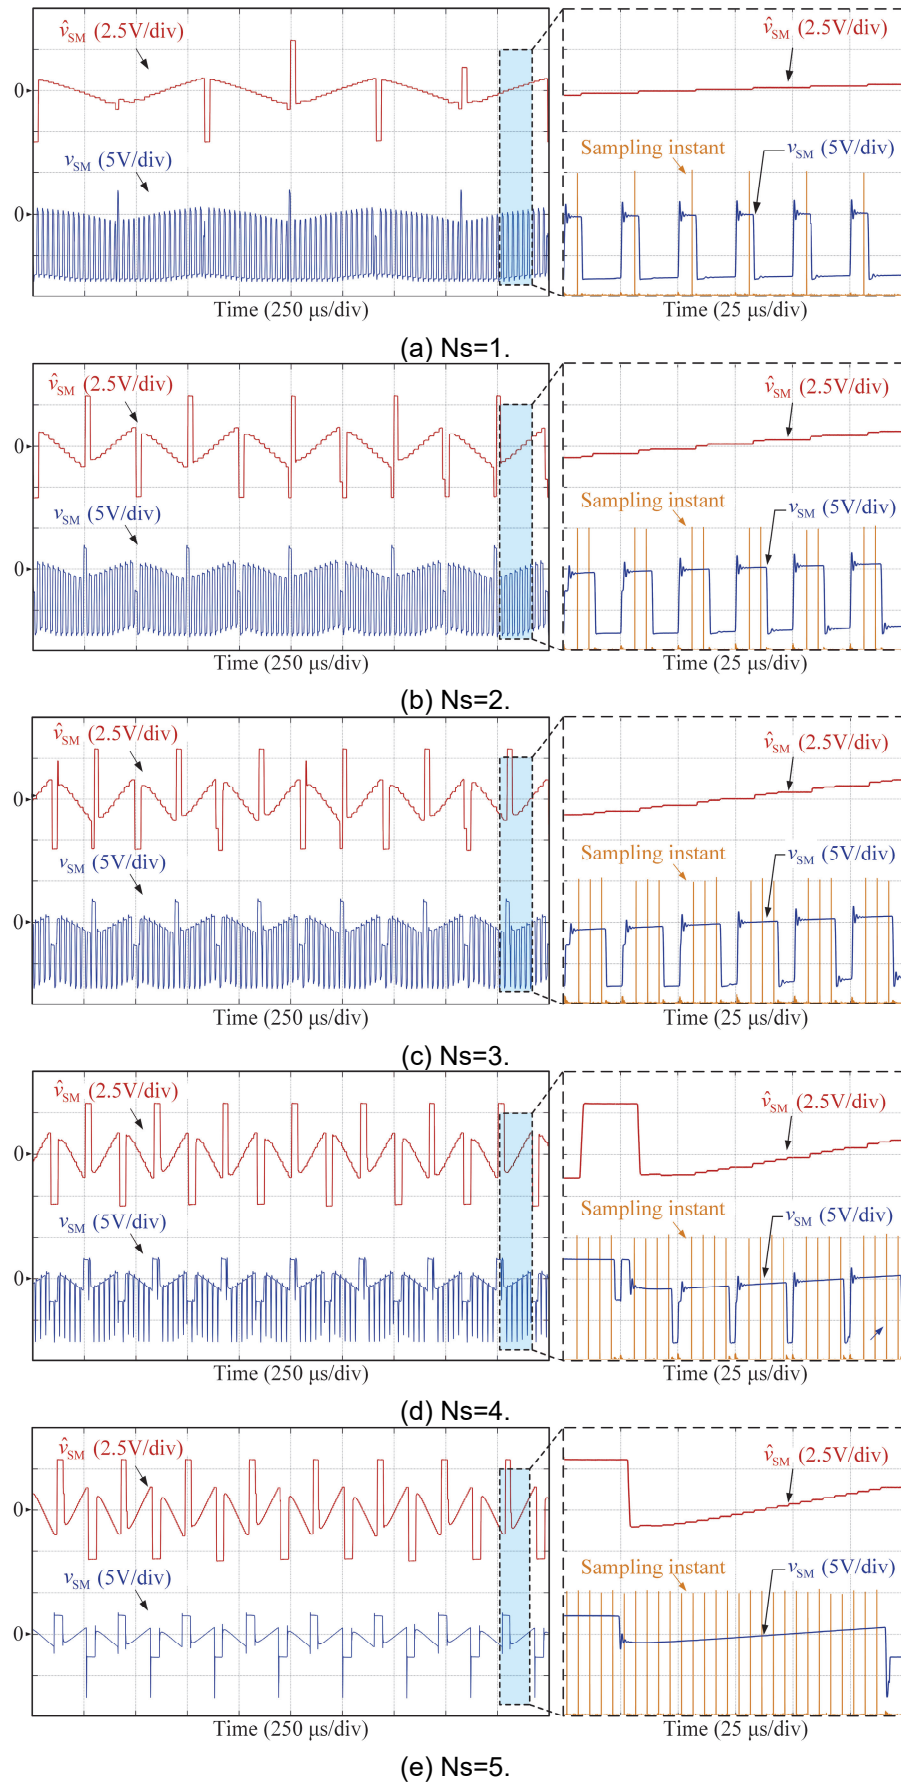 v̂SM (2.5V/div)
v̂SM (2.5V/div)
0
vSM (5V/div)
Sampling instant
vSM (5V/div)
0
Time (250 μs/div)
Time (25 μs/div)
(a) Ns=1.
v̂SM (2.5V/div)
v̂SM (2.5V/div)
0
vSM (5V/div)
Sampling instant
vSM (5V/div)
0
Time (250 μs/div)
Time (25 μs/div)
(b) Ns=2.
v̂SM (2.5V/div)
v̂SM (2.5V/div)
0
vSM (5V/div)
Sampling instant
vSM (5V/div)
0
Time (250 μs/div)
Time (25 μs/div)
(c) Ns=3.
v̂SM (2.5V/div)
v̂SM (2.5V/div)
0
vSM (5V/div)
Sampling instant
vSM (5V/div)
0
Time (250 μs/div)
Time (25 μs/div)
(d) Ns=4.
v̂SM (2.5V/div)
v̂SM (2.5V/div)
0
vSM (5V/div)
Sampling instant
vSM (5V/div)
0
Time (250 μs/div)
Time (25 μs/div)
(e) Ns=5.